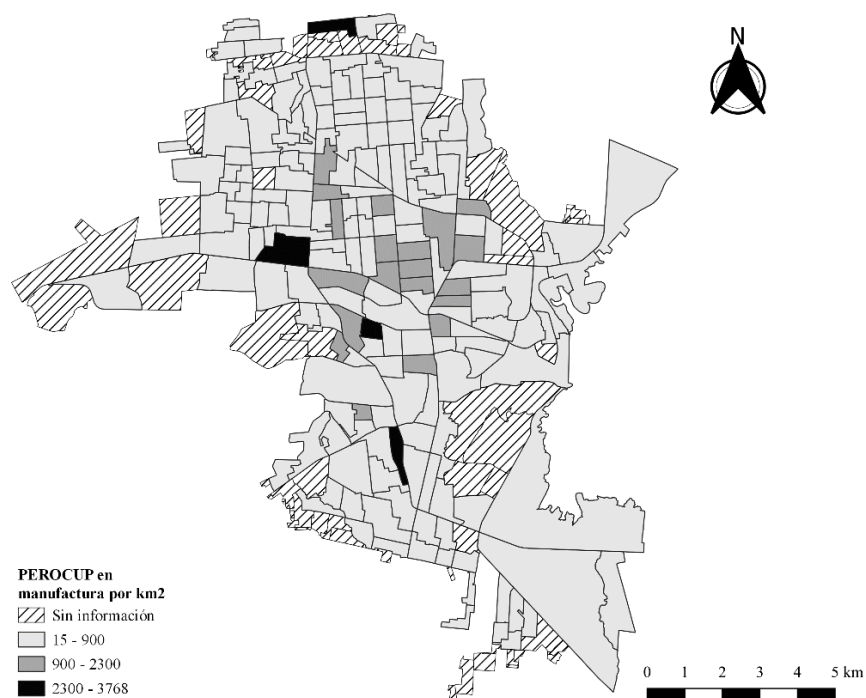 N
PEROCUP en
manufactura por km2
Sin información
15 - 900
900 - 2300
2300 - 3768
0 1 2 3 4 5 km